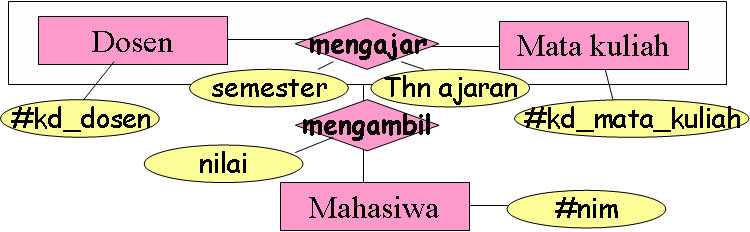 Dosen
mengajar
Mata kuliah
semester
Thn ajaran
#kd_dosen
#kd_mata_kuliah
mengambil
nilai
Mahasiwa
#nim